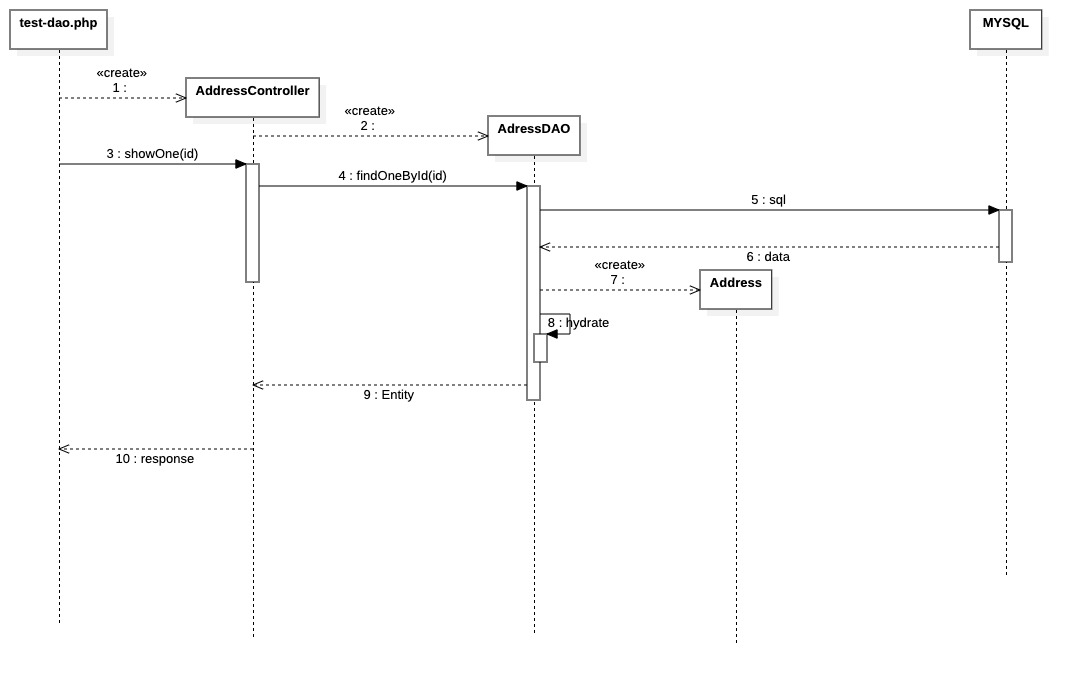 test-dao.php
MYSQL
«create»
1 :
AddressController
«create»
2 :
AdressDAO
3 : showOne(id)
4 : findOneById(id)
5 : sql
6 : data
«create»
7 :
Address
8 : hydrate
9 : Entity
10 : response